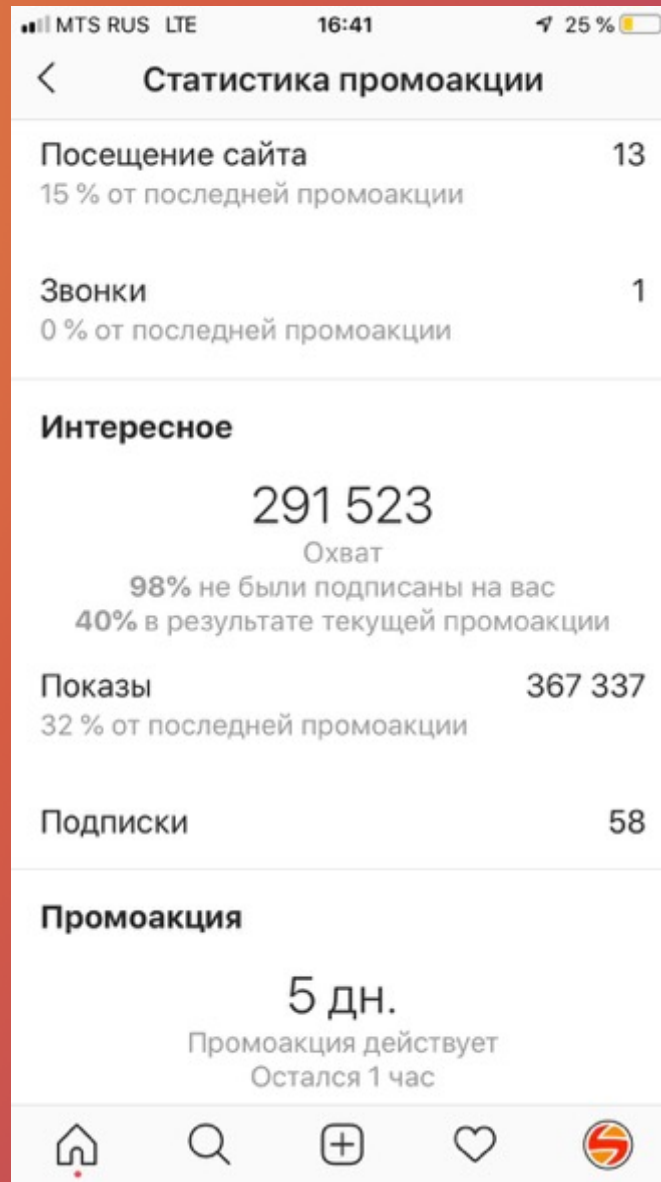 MTS RUS LTE 16:41 25 %
Статистика промоакции
Посещение сайта 13
15 % от последней промоакции
Звонки 1
0 % от последней промоакции
Интересное
291 523
Охват
98% не были подписаны на вас
40% в результате текущей промоакции
Показы 367 337
32 % от последней промоакции
Подписки 58
Промоакция
5 дн.
Промоакция действует
Остался 1 час